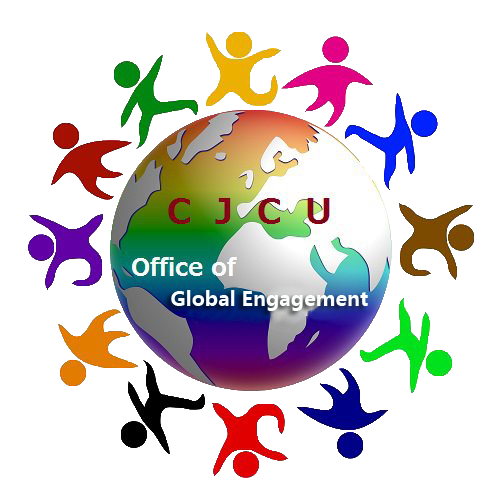 C J C U
Office of
Global Engagement